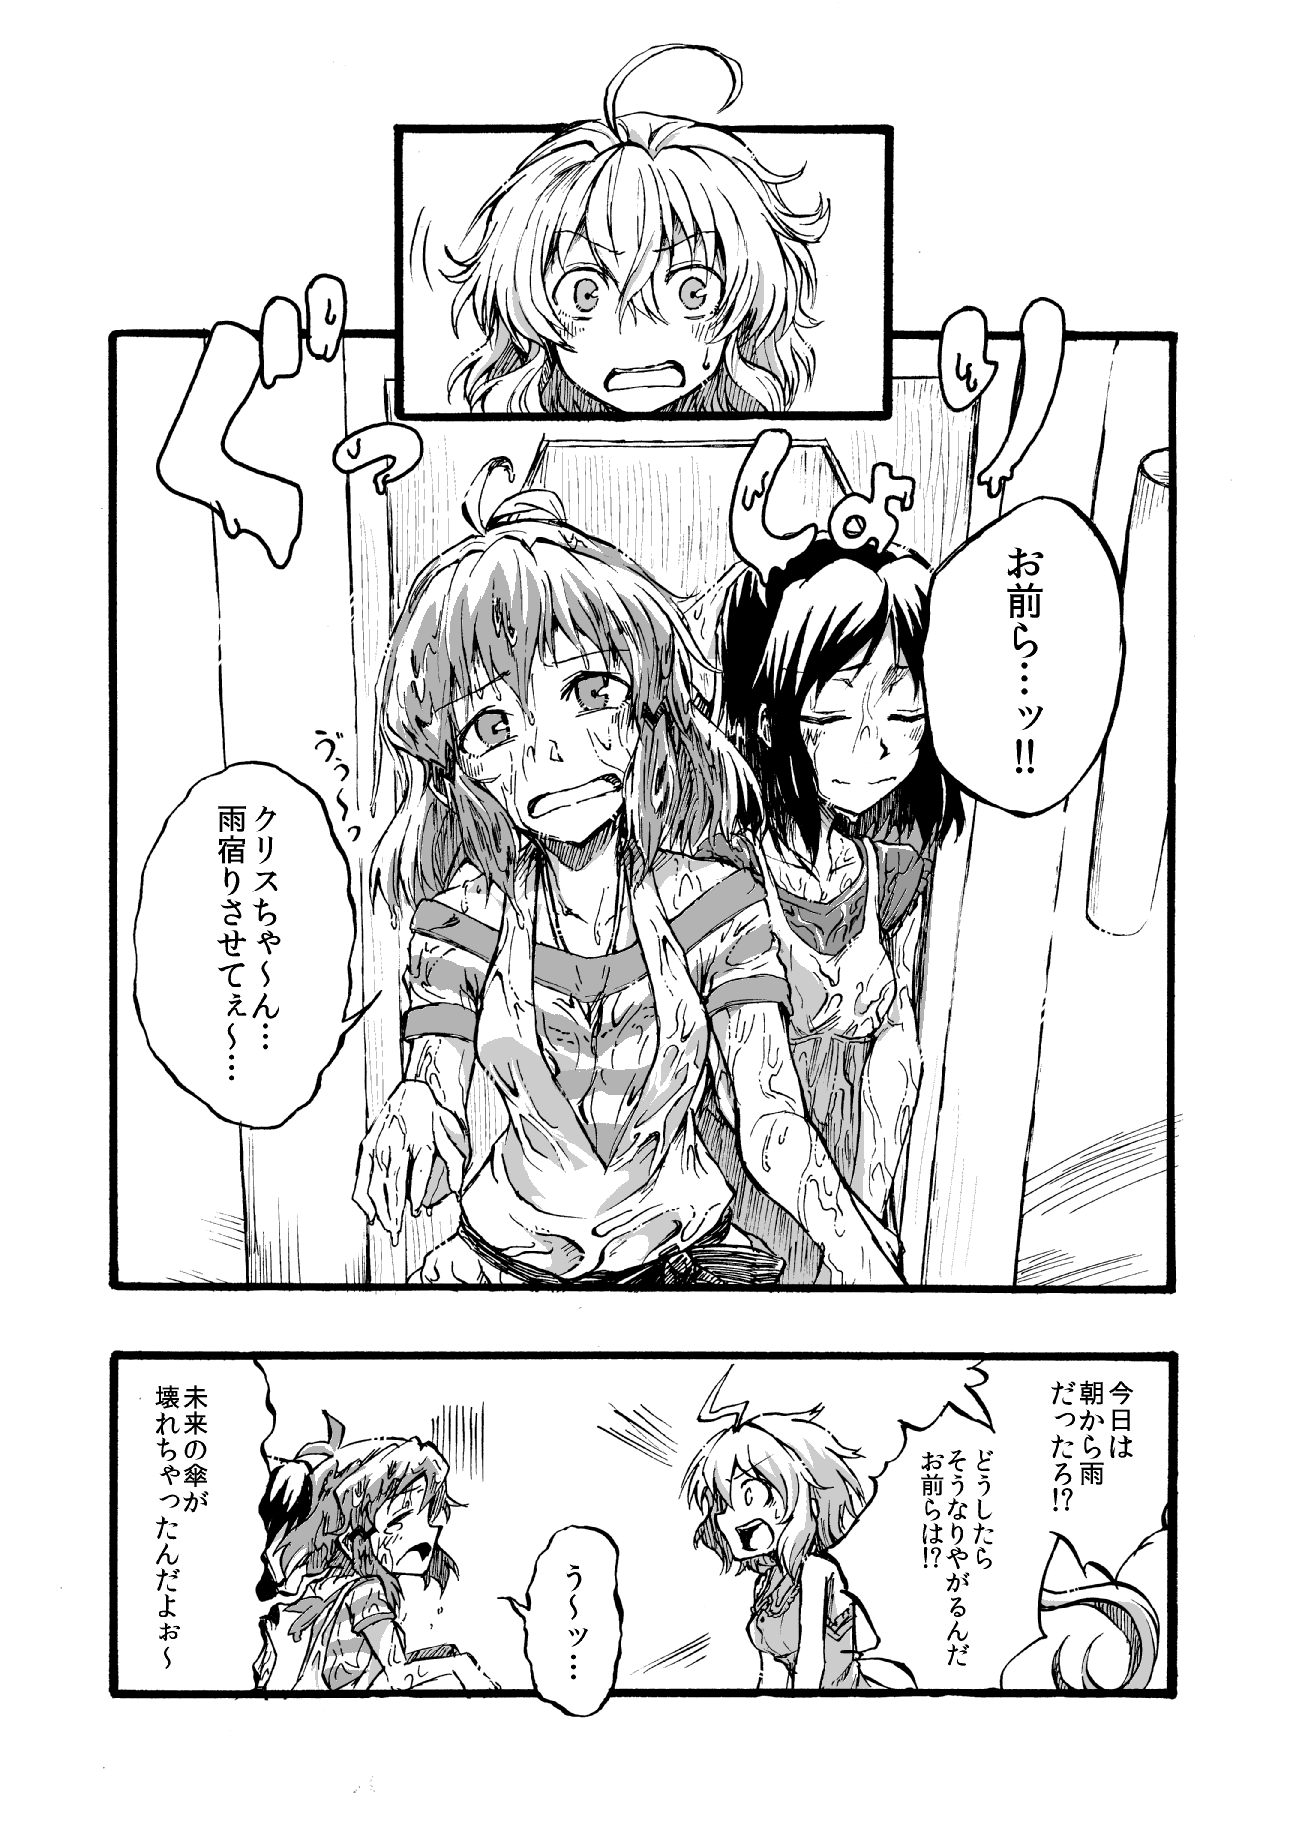 ぐっしょり
お前ら…ッ!!
ヴぅ〜〜っ
クリスちゃ〜ん…
雨宿りさせてぇ〜…
今日は
朝から雨
だったろ!?
どうしたら
そうなりやがるんだ
お前らは!?
う〜ッ…
未来の傘が
壊れちゃったんだよぉ〜